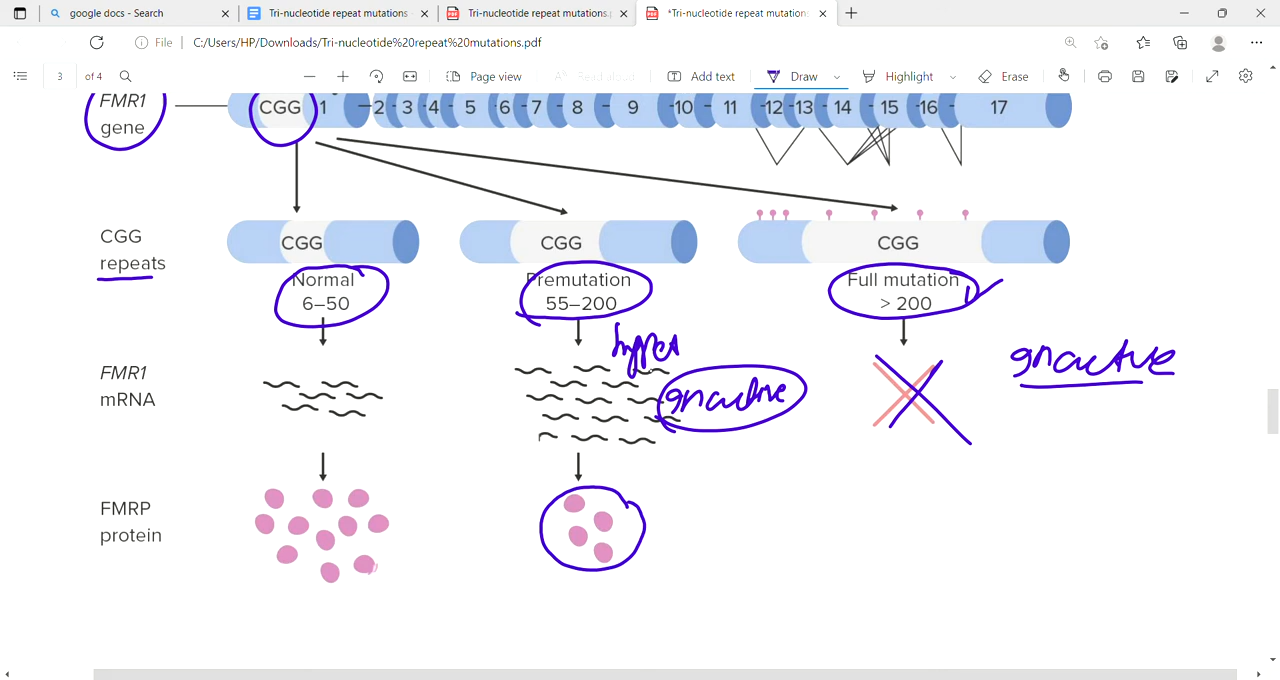 google docs - Search
Tri-nucleotide repeat mutations
Tri-nucleotide repeat mutations.
*Tri-nucleotide repeat mutation
File
C:/Users/HP/Downloads/Tri-nucleotide%20repeat%20mutations.pdf
3 of 4
Page view
Read aloud
Add text
Draw
Highlight
Erase
FMR1
gene
CGG 1 2 3 4 5 6 7 8 9 10 11 12 13 14 15 16 17
CGG
repeats
CGG
CGG
CGG
Normal
6–50
Premutation
55–200
Full mutation
> 200
FMR1
mRNA
FMRP
protein